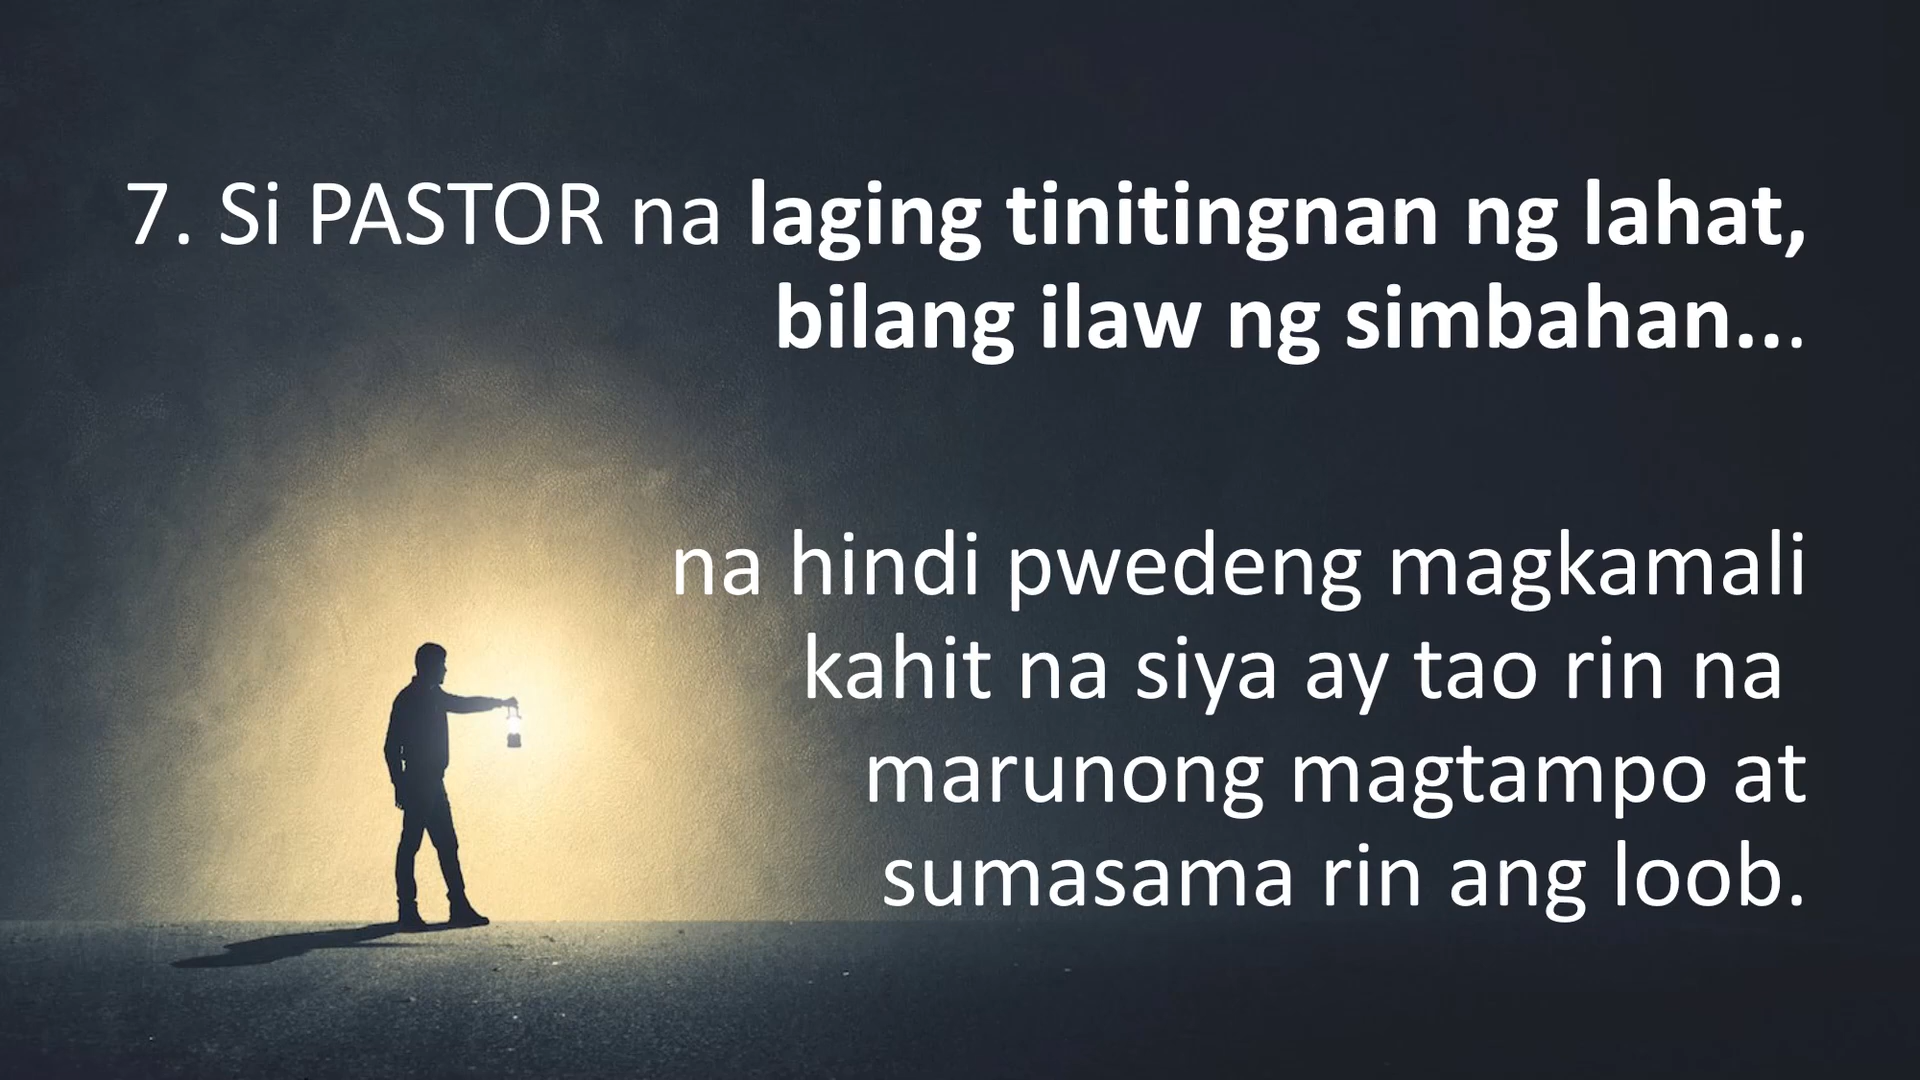 7. Si PASTOR na laging tinitingnan ng lahat,
bilang ilaw ng simbahan...
na hindi pwedeng magkamali
kahit na siya ay tao rin na
marunong magtampo at
sumasama rin ang loob.